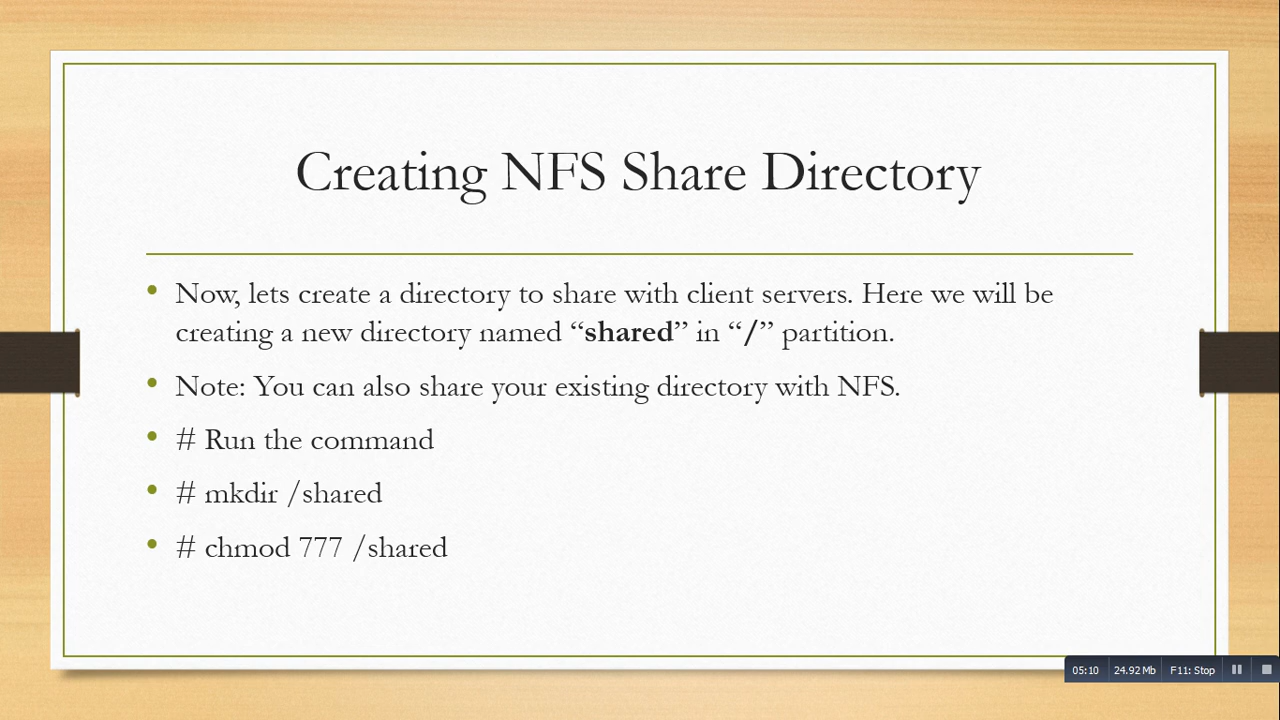 Creating NFS Share Directory
• Now, lets create a directory to share with client servers. Here we will be
creating a new directory named “shared” in “/” partition.
• Note: You can also share your existing directory with NFS.
• # Run the command
• # mkdir /shared
• # chmod 777 /shared
05:10 24.92 Mb F11: Stop